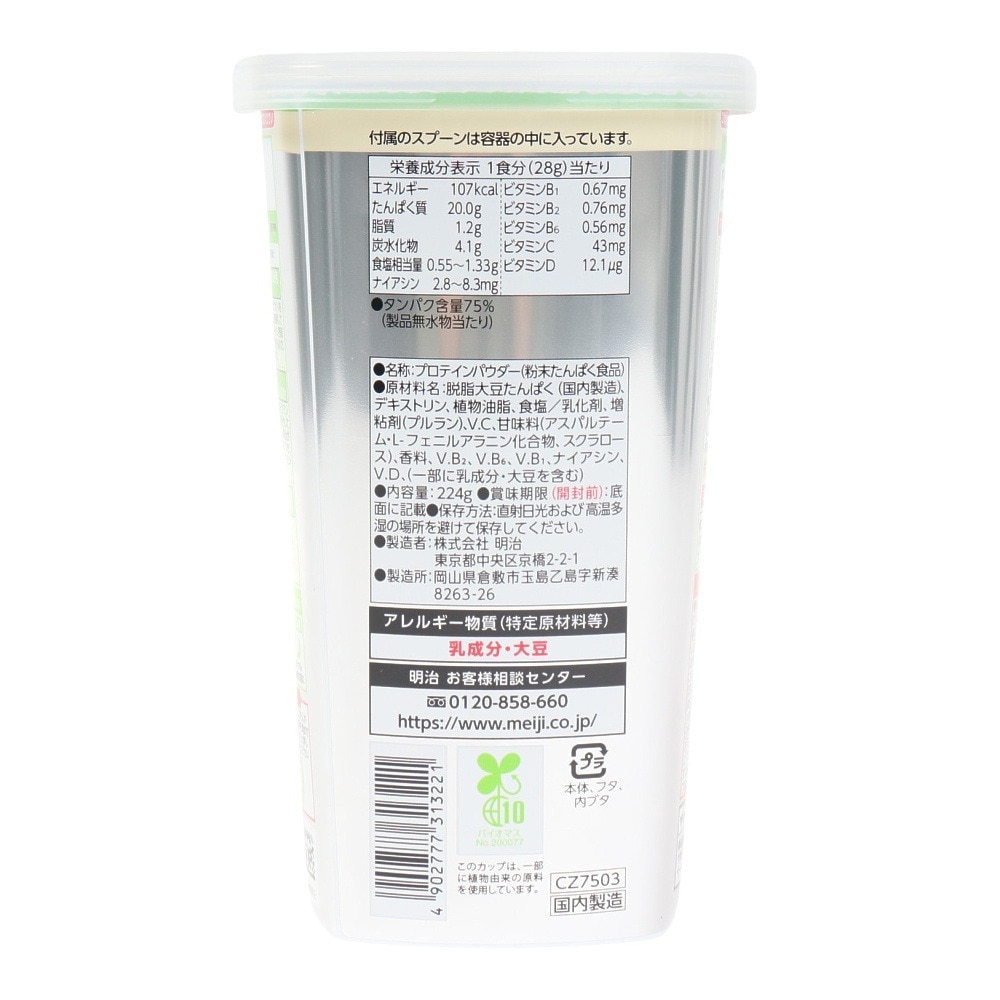 付属のスプーンは容器の中に入っています。
栄養成分表示 1食分(28g)当たり
エネルギー 107kcal ビタミンB1 0.67mg
たんぱく質 20.0g ビタミンB2 0.76mg
脂質 1.2g ビタミンB6 0.56mg
炭水化物 4.1g ビタミンC 43mg
食塩相当量 0.55〜1.33g ビタミンD 12.1μg
ナイアシン 2.8〜8.3mg
●タンパク含量75%
(製品無水物当たり)
●名称:プロテインパウダー(粉末たんぱく食品)
●原材料名:脱脂大豆たんぱく(国内製造)、
デキストリン、植物油脂、食塩/乳化剤、増
粘剤(プルラン)、V.C、甘味料(アスパルテー
ム・L-フェニルアラニン化合物、スクラロー
ス)、香料、V.B2、V.B6、V.B1、ナイアシン、
V.D、(一部に乳成分・大豆を含む)
●内容量:224g ●賞味期限(開封前):底
面に記載●保存方法:直射日光および高温多
湿の場所を避けて保存してください。
●製造者:株式会社 明治
東京都中央区京橋2-2-1
●製造所:岡山県倉敷市玉島乙島字新湊
8263-26
アレルギー物質(特定原材料等)
乳成分・大豆
明治 お客様相談センター
0120-858-660
https://www.meiji.co.jp/
4 902777 313221
10
バイオマス
No.200077
このカップは、一部
に植物由来の原料
を使用しています。
プラ
本体、フタ、
内ブタ
CZ7503
国内製造